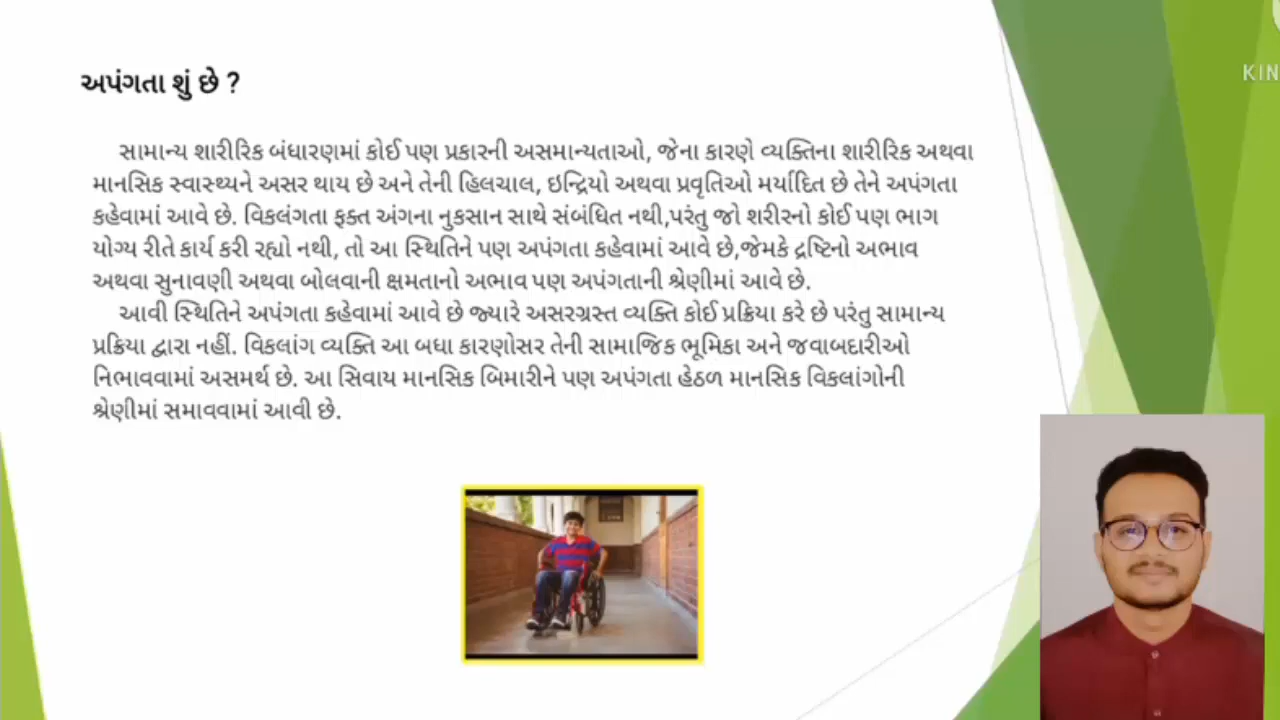 અપંગતા શું છે ?
સામાન્ય શારીરિક બંધારણમાં કોઈ પણ પ્રકારની અસમાન્યતાઓ, જેના કારણે વ્યક્તિના શારીરિક અથવા
માનસિક સ્વાસ્થ્યને અસર થાય છે અને તેની હિલચાલ, ઇન્દ્રિયો અથવા પ્રવૃતિઓ મર્યાદિત છે તેને અપંગતા
કહેવામાં આવે છે. વિકલંગતા ફક્ત અંગના નુકસાન સાથે સંબંધિત નથી,પરંતુ જો શરીરનો કોઈ પણ ભાગ
યોગ્ય રીતે કાર્ય કરી રહ્યો નથી, તો આ સ્થિતિને પણ અપંગતા કહેવામાં આવે છે,જેમકે દ્રષ્ટિનો અભાવ
અથવા સુનાવણી અથવા બોલવાની ક્ષમતાનો અભાવ પણ અપંગતાની શ્રેણીમાં આવે છે.
આવી સ્થિતિને અપંગતા કહેવામાં આવે છે જ્યારે અસરગ્રસ્ત વ્યક્તિ કોઈ પ્રક્રિયા કરે છે પરંતુ સામાન્ય
પ્રક્રિયા દ્વારા નહીં. વિકલાંગ વ્યક્તિ આ બધા કારણોસર તેની સામાજિક ભૂમિકા અને જવાબદારીઓ
નિભાવવામાં અસમર્થ છે. આ સિવાય માનસિક બિમારીને પણ અપંગતા હેઠળ માનસિક વિકલાંગોની
શ્રેણીમાં સમાવવામાં આવી છે.
KIN